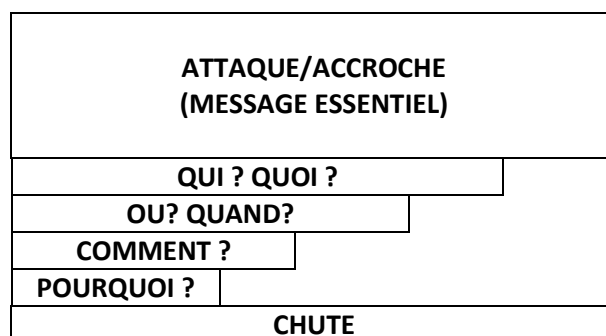 ATTAQUE/ACCROCHE
(MESSAGE ESSENTIEL)
QUI ? QUOI ?
OU? QUAND?
COMMENT ?
POURQUOI ?
CHUTE